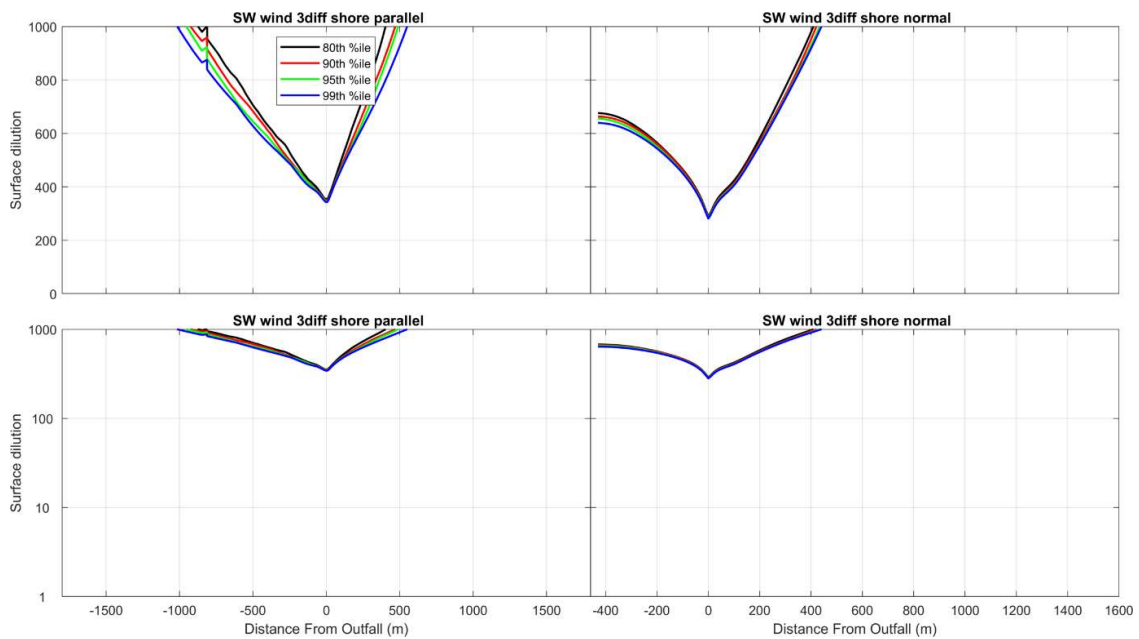 SW wind 3diff shore parallel
SW wind 3diff shore normal
1000
800
600
400
200
0
Surface dilution
80th %ile
90th %ile
95th %ile
99th %ile
SW wind 3diff shore parallel
SW wind 3diff shore normal
1000
100
10
1
Surface dilution
-1500 -1000 -500 0 500 1000 1500
-400 -200 0 200 400 600 800 1000 1200 1400 1600
Distance From Outfall (m)
Distance From Outfall (m)